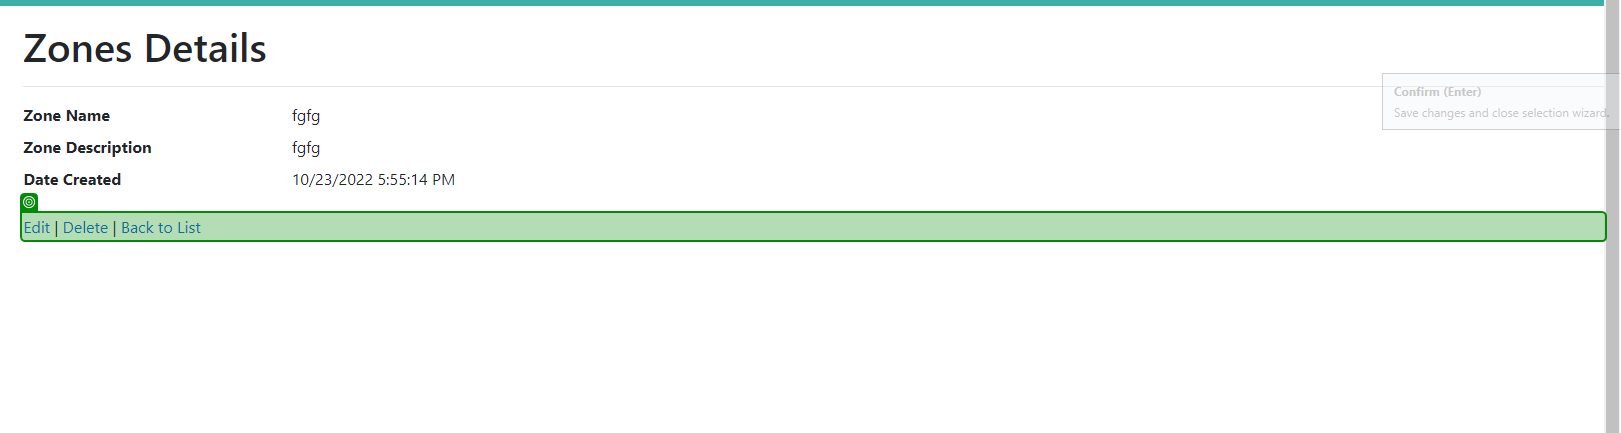 Zones Details
Confirm (Enter)
Save changes and close selection wizard.
Zone Name fgfg
Zone Description fgfg
Date Created 10/23/2022 5:55:14 PM
Edit | Delete | Back to List